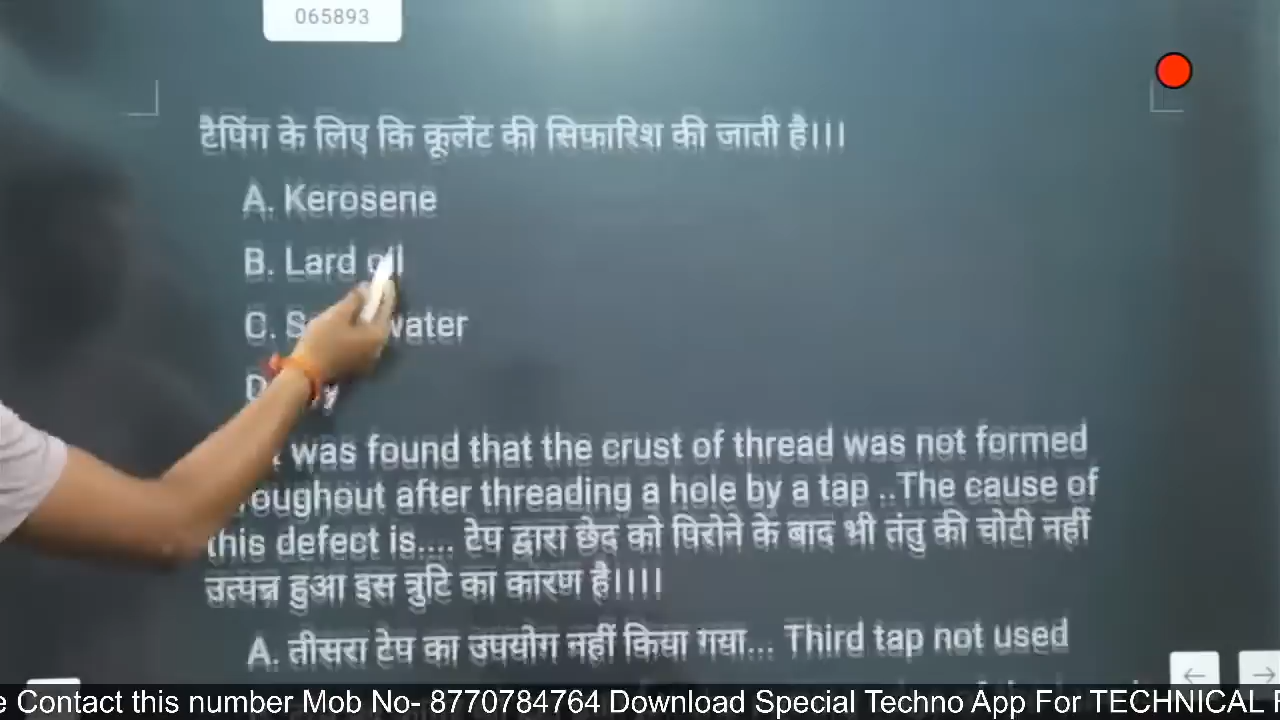 065893
टैपिंग के लिए कि कूलेंट की सिफारिश की जाती है।।।
A. Kerosene
B. Lard oil
C. water
D
was found that the crust of thread was not formed
after threading a hole by a tap ..The cause of
this defect is.... टेप द्वारा छेद को पिरोने के बाद भी तंतु की चोटी नहीं
उत्पन्न हुआ इस त्रुटि का कारण है।।।।
A. तीसरा टेप का उपयोग नहीं किया गया... Third tap not used
e Contact this number Mob No- 8770784764 Download Special Techno App For TECHNICAL